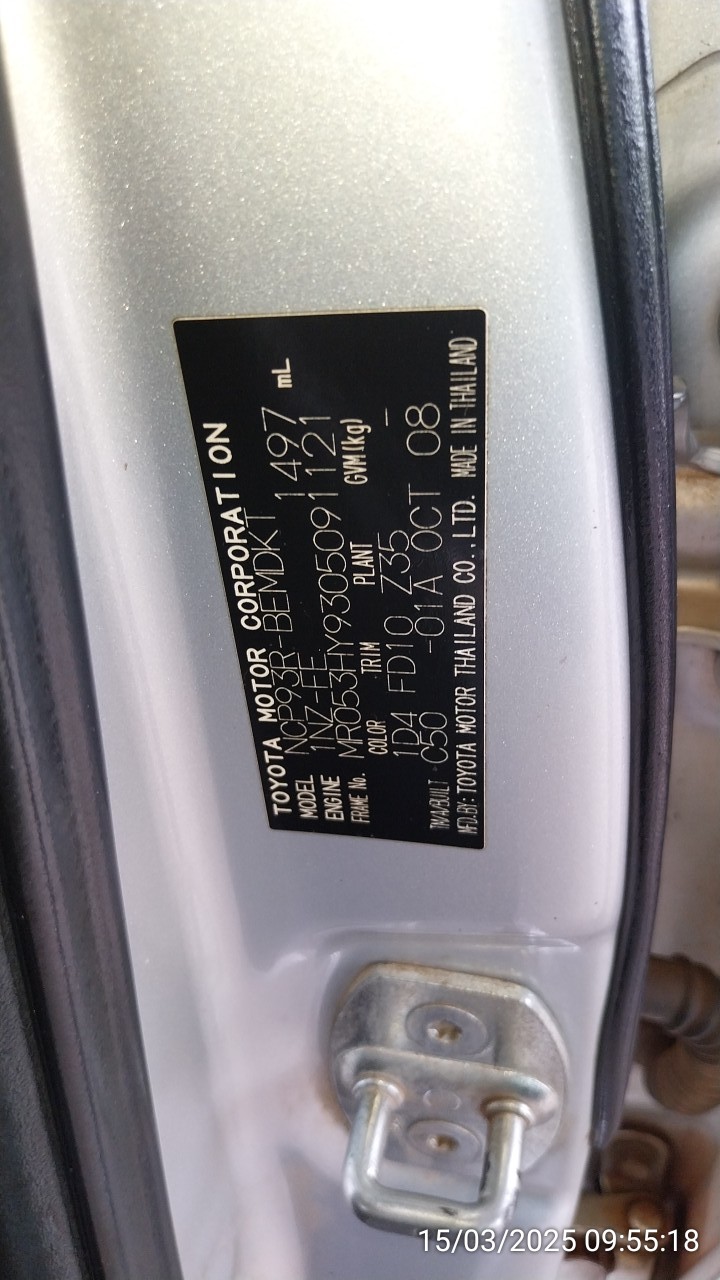 TOYOTA MOTOR CORPORATION
MODEL NCP93R-BEMDKT 1497 mL
ENGINE 1NZ-FE
FRAME No. MR053HY9305091121
COLOR TRIM PLANT GVM(kg)
1D4 FD10 Z35 -
TM/A/BUILT C50 -01A OCT 08
MFD.BY: TOYOTA MOTOR THAILAND CO.,LTD. MADE IN THAILAND
15/03/2025 09:55:18